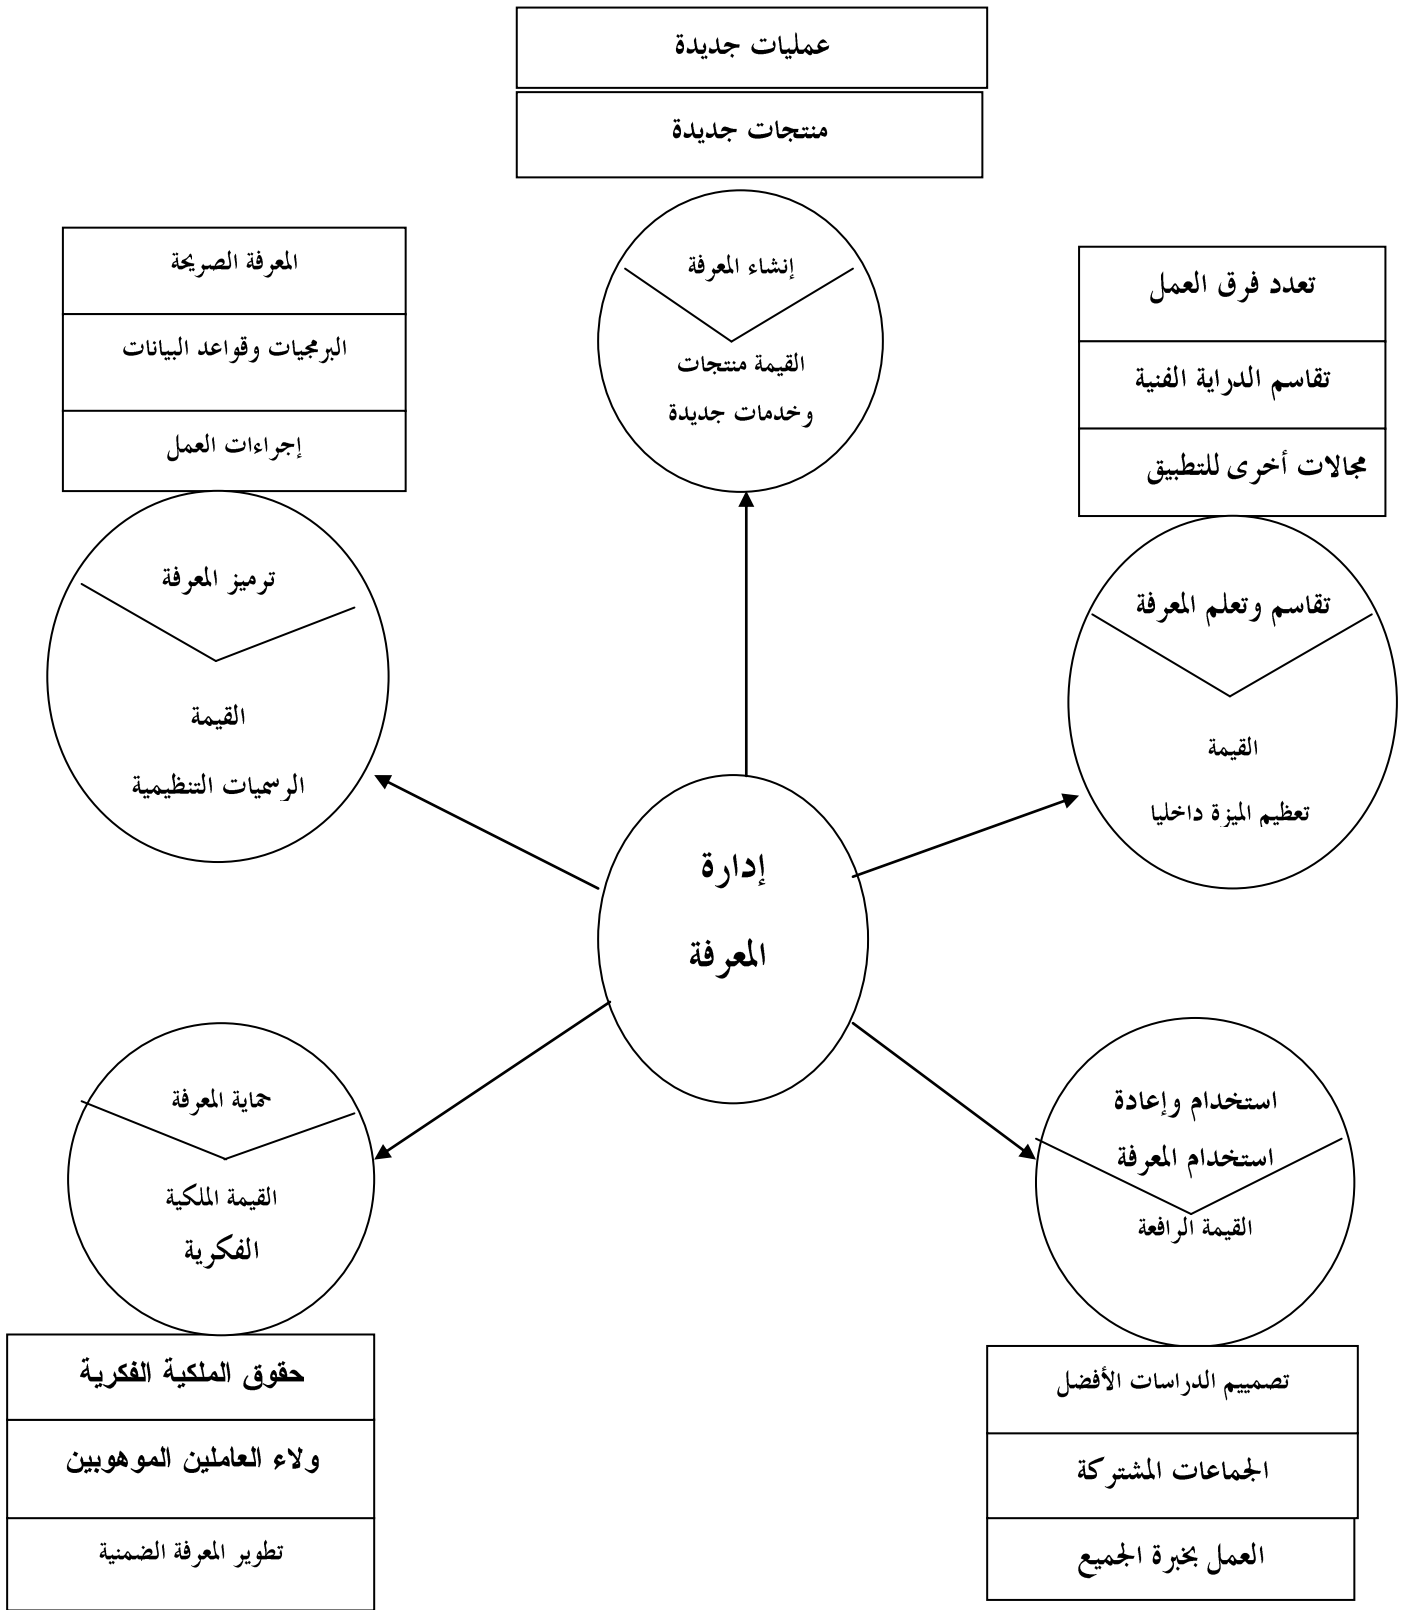 عمليات جديدة
منتجات جديدة
إنشاء المعرفة
القيمة منتجات
وخدمات جديدة
تعدد فرق العمل
تقاسم الدراية الفنية
مجالات أخرى للتطبيق
تقاسم وتعلم المعرفة
القيمة
تعظيم الميزة داخليا
المعرفة الصريحة
البرمجيات وقواعد البيانات
إجراءات العمل
ترميز المعرفة
القيمة
الرسميات التنظيمية
إدارة
المعرفة
استخدام وإعادة
استخدام المعرفة
القيمة الرافعة
تصمييم الدراسات الأفضل
الجماعات المشتركة
العمل بخبرة الجميع
حماية المعرفة
القيمة الملكية
الفكرية
حقوق الملكية الفكرية
ولاء العاملين الموهوبين
تطوير المعرفة الضمنية